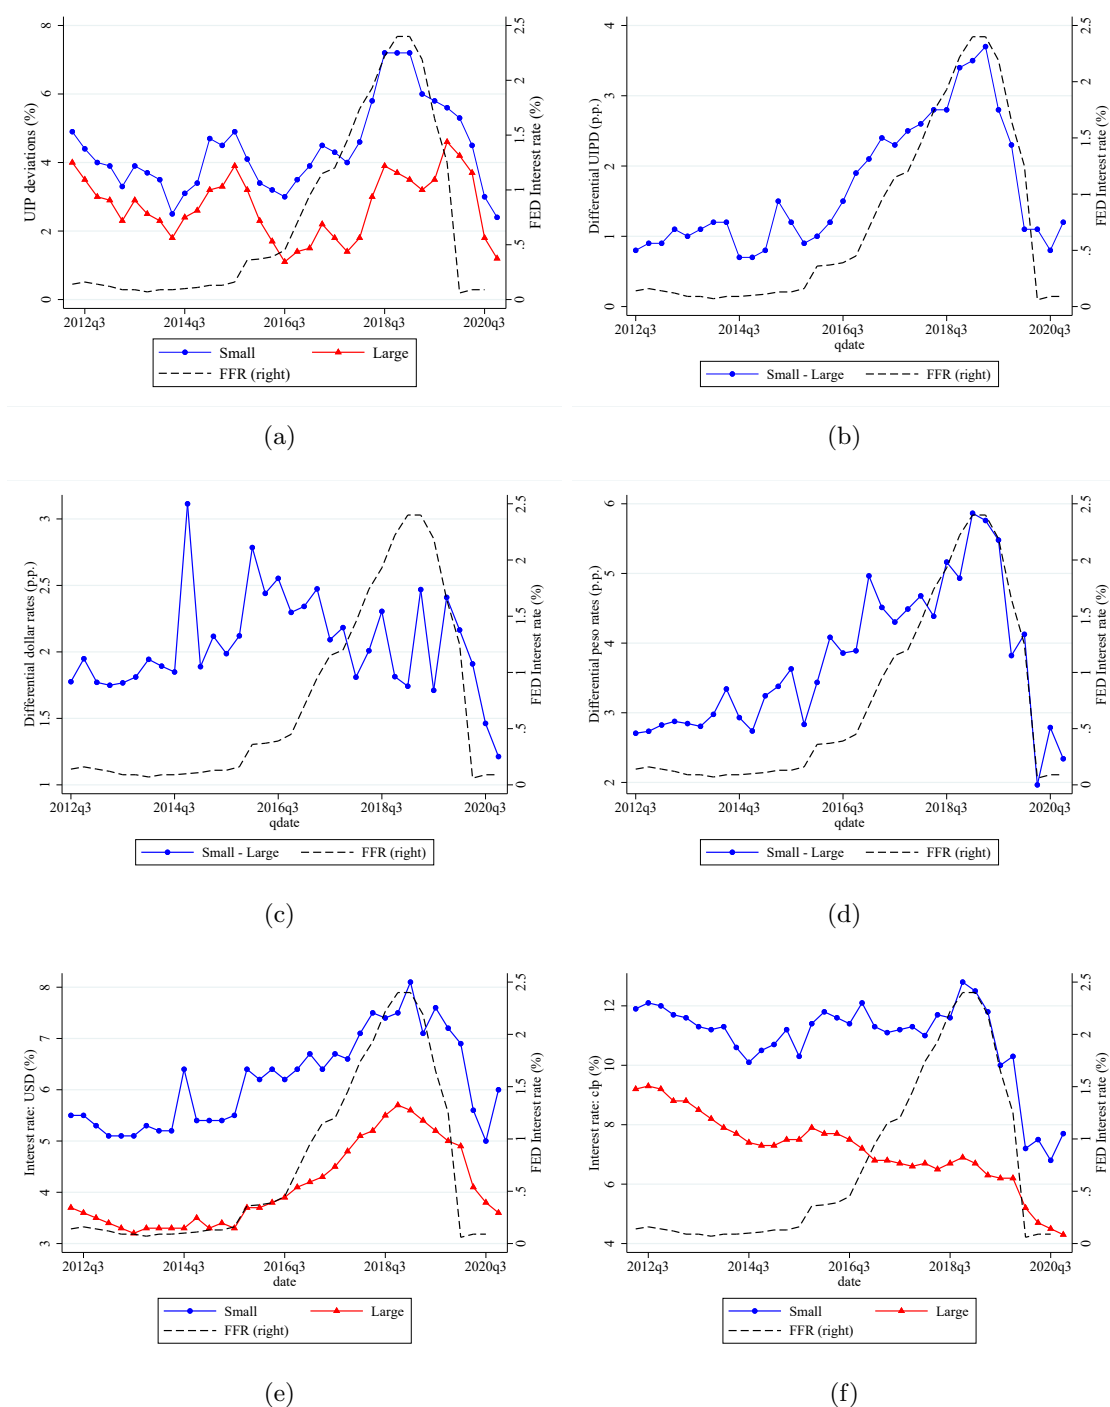 8
6
4
2
0
UIP deviations (%)
2.5
2
1.5
1
.5
0
FED Interest rate (%)
2012q3 2014q3 2016q3 2018q3 2020q3
Small Large
FFR (right)
(a)
4
3
2
1
0
Differential UIPD (p.p.)
2.5
2
1.5
1
.5
0
FED Interest rate (%)
2012q3 2014q3 2016q3 2018q3 2020q3
qdate
Small - Large FFR (right)
(b)
3
2.5
2
1.5
1
Differential dollar rates (p.p.)
2.5
2
1.5
1
.5
0
FED Interest rate (%)
2012q3 2014q3 2016q3 2018q3 2020q3
qdate
Small - Large FFR (right)
(c)
6
5
4
3
2
Differential peso rates (p.p.)
2.5
2
1.5
1
.5
0
FED Interest rate (%)
2012q3 2014q3 2016q3 2018q3 2020q3
qdate
Small - Large FFR (right)
(d)
8
7
6
5
4
3
Interest rate: USD (%)
2.5
2
1.5
1
.5
0
FED Interest rate (%)
2012q3 2014q3 2016q3 2018q3 2020q3
date
Small Large
FFR (right)
(e)
12
10
8
6
4
Interest rate: clp (%)
2.5
2
1.5
1
.5
0
FED Interest rate (%)
2012q3 2014q3 2016q3 2018q3 2020q3
date
Small Large
FFR (right)
(f)